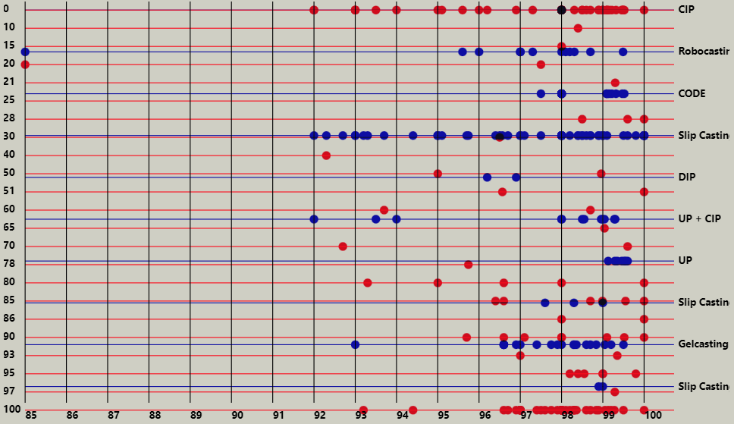 0 CIP
10
15 Robocastin
20
21 CODE
25
28
30 Slip Castin
40
50 DIP
51
60 UP + CIP
65
70 UP
78
80
85 Slip Castin
86
90 Gelcasting
93
95 Slip Castin
97
100
85 86 87 88 89 90 91 92 93 94 95 96 97 98 99 100